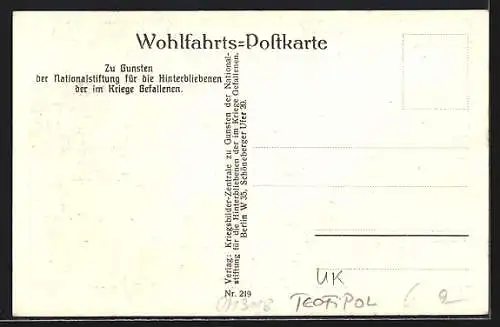 Wohlfahrts=Postkarte
Zu Gunsten
der Nationalstiftung für die Hinterbliebenen
der im Kriege Gefallenen.
Verlag: Kriegsbilder-Zentrale zu Gunsten der National-
stiftung für die Hinterbliebenen der im Kriege Gefallenen.
Berlin W 35, Schöneberger Ufer 20.
Nr. 219
UK
TEOFIPOL
2